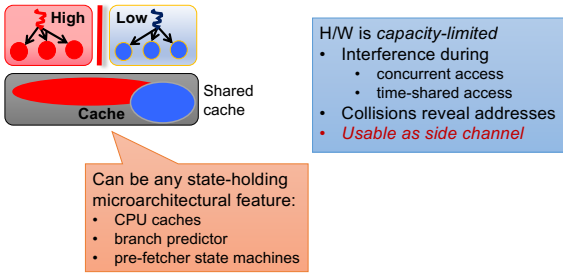 High
Low
Cache
Shared
cache
H/W is capacity-limited
• Interference during
• concurrent access
• time-shared access
• Collisions reveal addresses
• Usable as side channel
Can be any state-holding
microarchitectural feature:
• CPU caches
• branch predictor
• pre-fetcher state machines